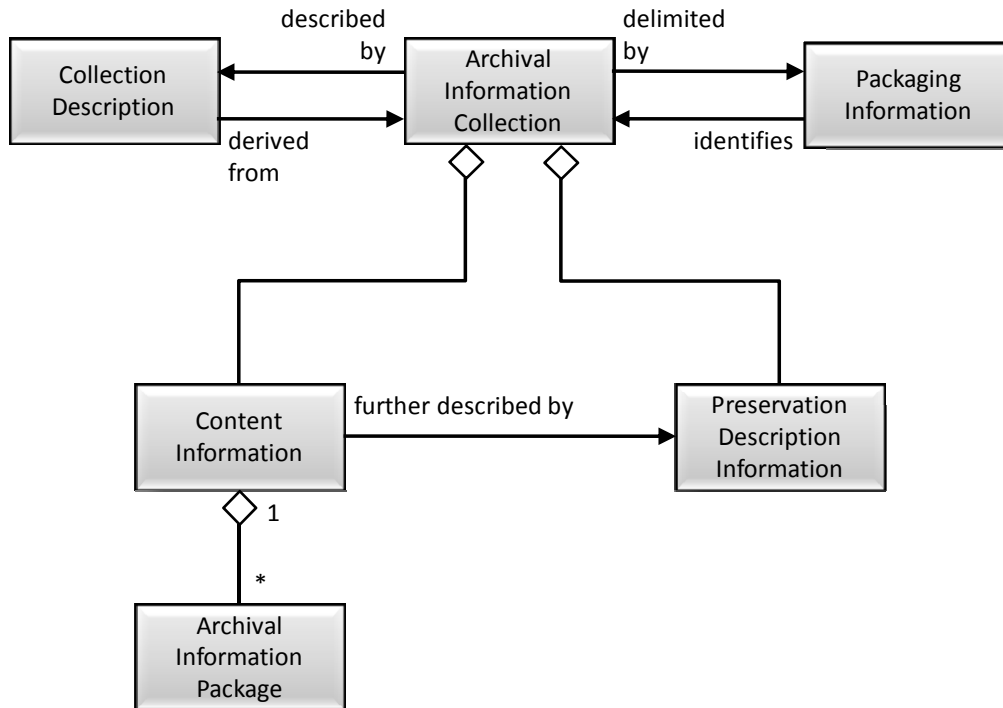 described
by
delimited
by
Collection
Description
Archival
Information
Collection
Packaging
Information
derived
from
identifies
Content
Information
further described by
Preservation
Description
Information
1
*
Archival
Information
Package